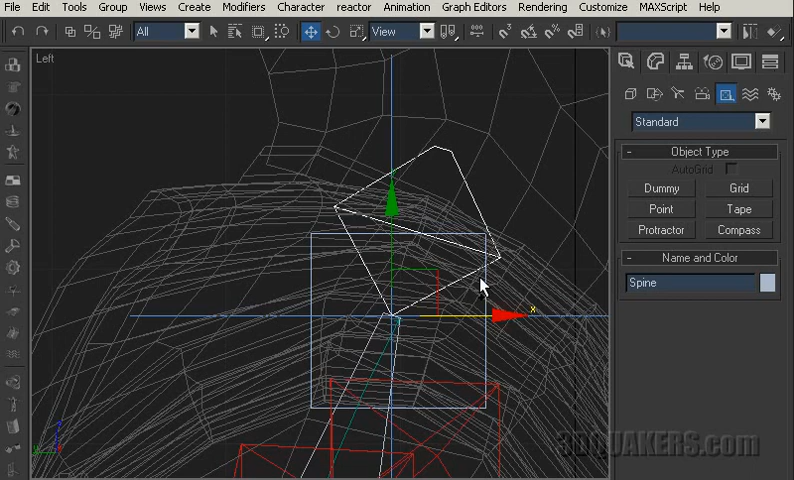 File Edit Tools Group Views Create Modifiers Character reactor Animation Graph Editors Rendering Customize MAXScript Help
All View
Left
Standard
- Object Type
AutoGrid
Dummy Grid
Point Tape
Protractor Compass
- Name and Color
Spine
x
3DQUAKERS.com